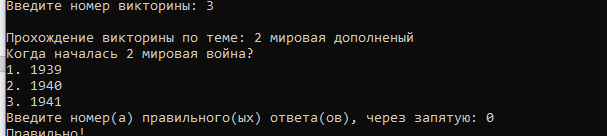 Введите номер викторины: 3
Прохождение викторины по теме: 2 мировая дополненый
Когда началась 2 мировая война?
1. 1939
2. 1940
3. 1941
Введите номер(а) правильного(ых) ответа(ов), через запятую: 0
Правильно!